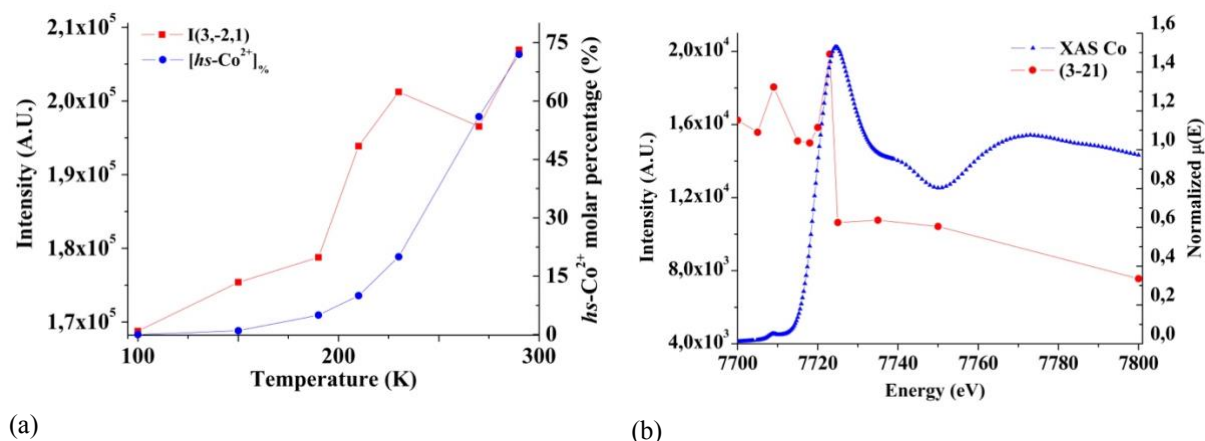 2,1x10⁵
2,0x10⁵
1,9x10⁵
1,8x10⁵
1,7x10⁵
Intensity (A.U.)
I(3,-2,1)
[hs-Co²⁺]%
75
60
45
30
15
0
hs-Co²⁺ molar percentage (%)
100 200 300
Temperature (K)
(a)
2,0x10⁴
1,6x10⁴
1,2x10⁴
8,0x10³
4,0x10³
Intensity (A.U.)
XAS Co
(3-21)
1,6
1,4
1,2
1,0
0,8
0,6
0,4
0,2
0,0
Normalized μ(E)
7700 7720 7740 7760 7780 7800
Energy (eV)
(b)